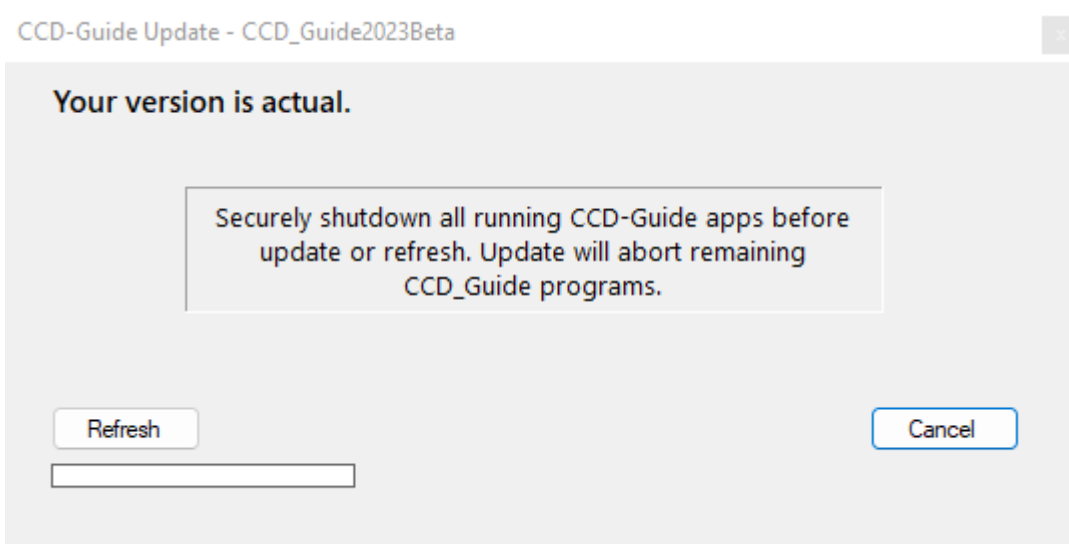 CCD-Guide Update - CCD_Guide2023Beta
x
Your version is actual.
Securely shutdown all running CCD-Guide apps before
update or refresh. Update will abort remaining
CCD_Guide programs.
Refresh
Cancel